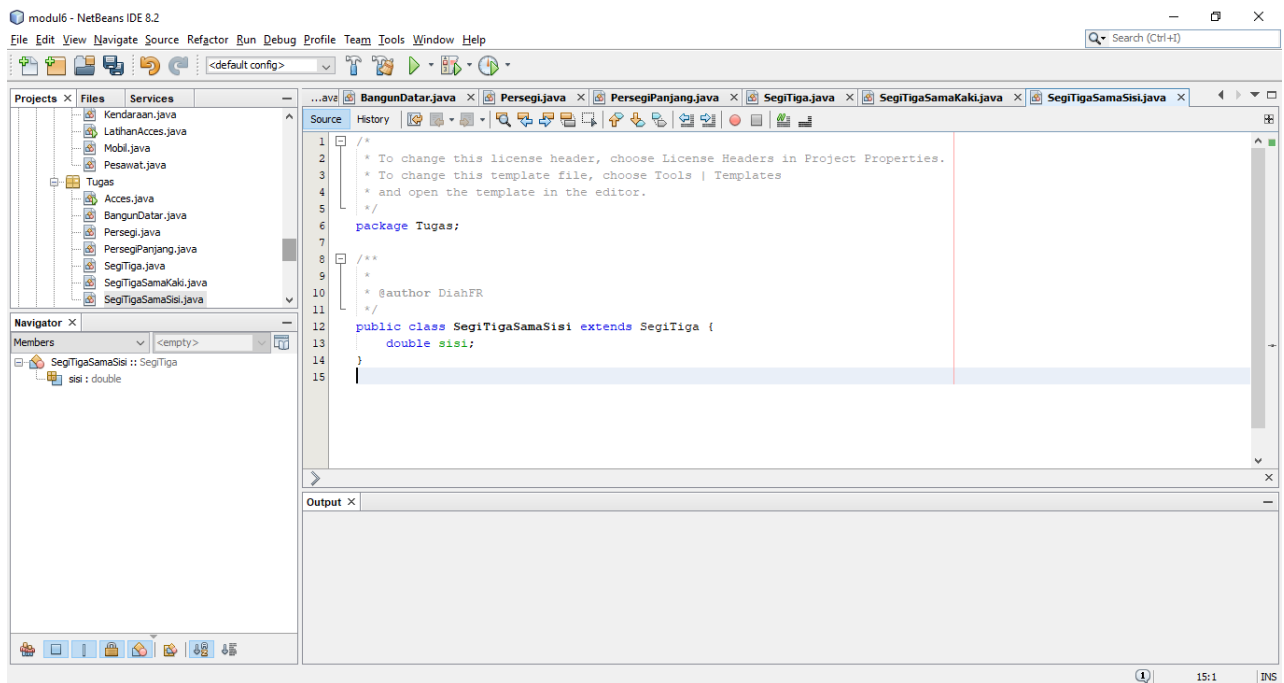 modul6 - NetBeans IDE 8.2
File Edit View Navigate Source Refactor Run Debug Profile Team Tools Window Help
Search (Ctrl+I)
<default config>
Projects Files Services
Kendaraan.java
LatihanAcces.java
Mobil.java
Pesawat.java
Tugas
Acces.java
BangunDatar.java
Persegi.java
PersegiPanjang.java
SegiTiga.java
SegiTigaSamaKaki.java
SegiTigaSamaSisi.java
Navigator
Members <empty>
SegiTigaSamaSisi :: SegiTiga
sisi : double
...ava BangunDatar.java Persegi.java PersegiPanjang.java SegiTiga.java SegiTigaSamaKaki.java SegiTigaSamaSisi.java
Source History
1 /*
2 * To change this license header, choose License Headers in Project Properties.
3 * To change this template file, choose Tools | Templates
4 * and open the template in the editor.
5 */
6 package Tugas;
7
8 /**
9 *
10 * @author DiahFR
11 */
12 public class SegiTigaSamaSisi extends SegiTiga {
13 double sisi;
14 }
15
Output
1 15:1 INS